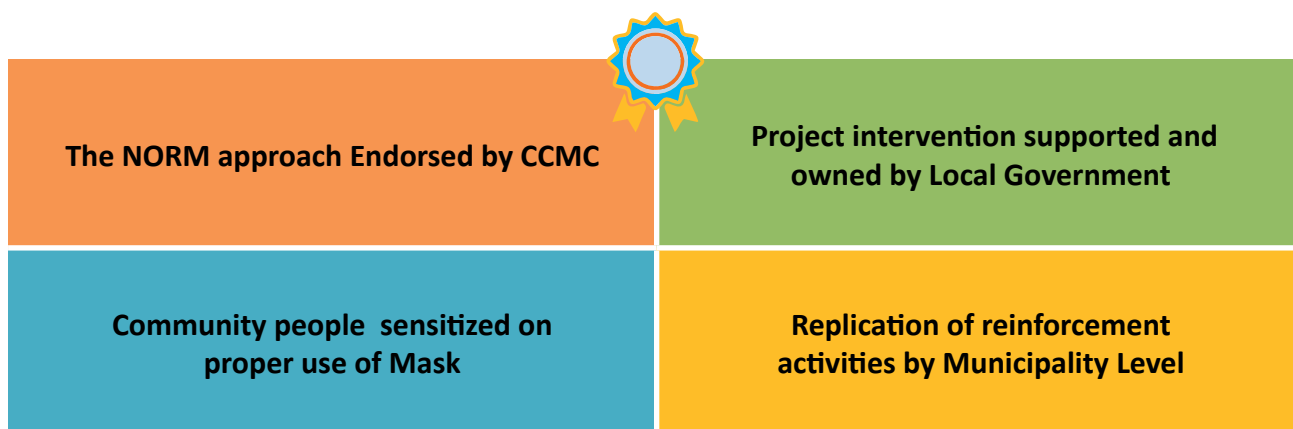 The NORM approach Endorsed by CCMC
Project intervention supported and
owned by Local Government
Community people  sensitized on
proper use of Mask
Replication of reinforcement
activities by Municipality Level